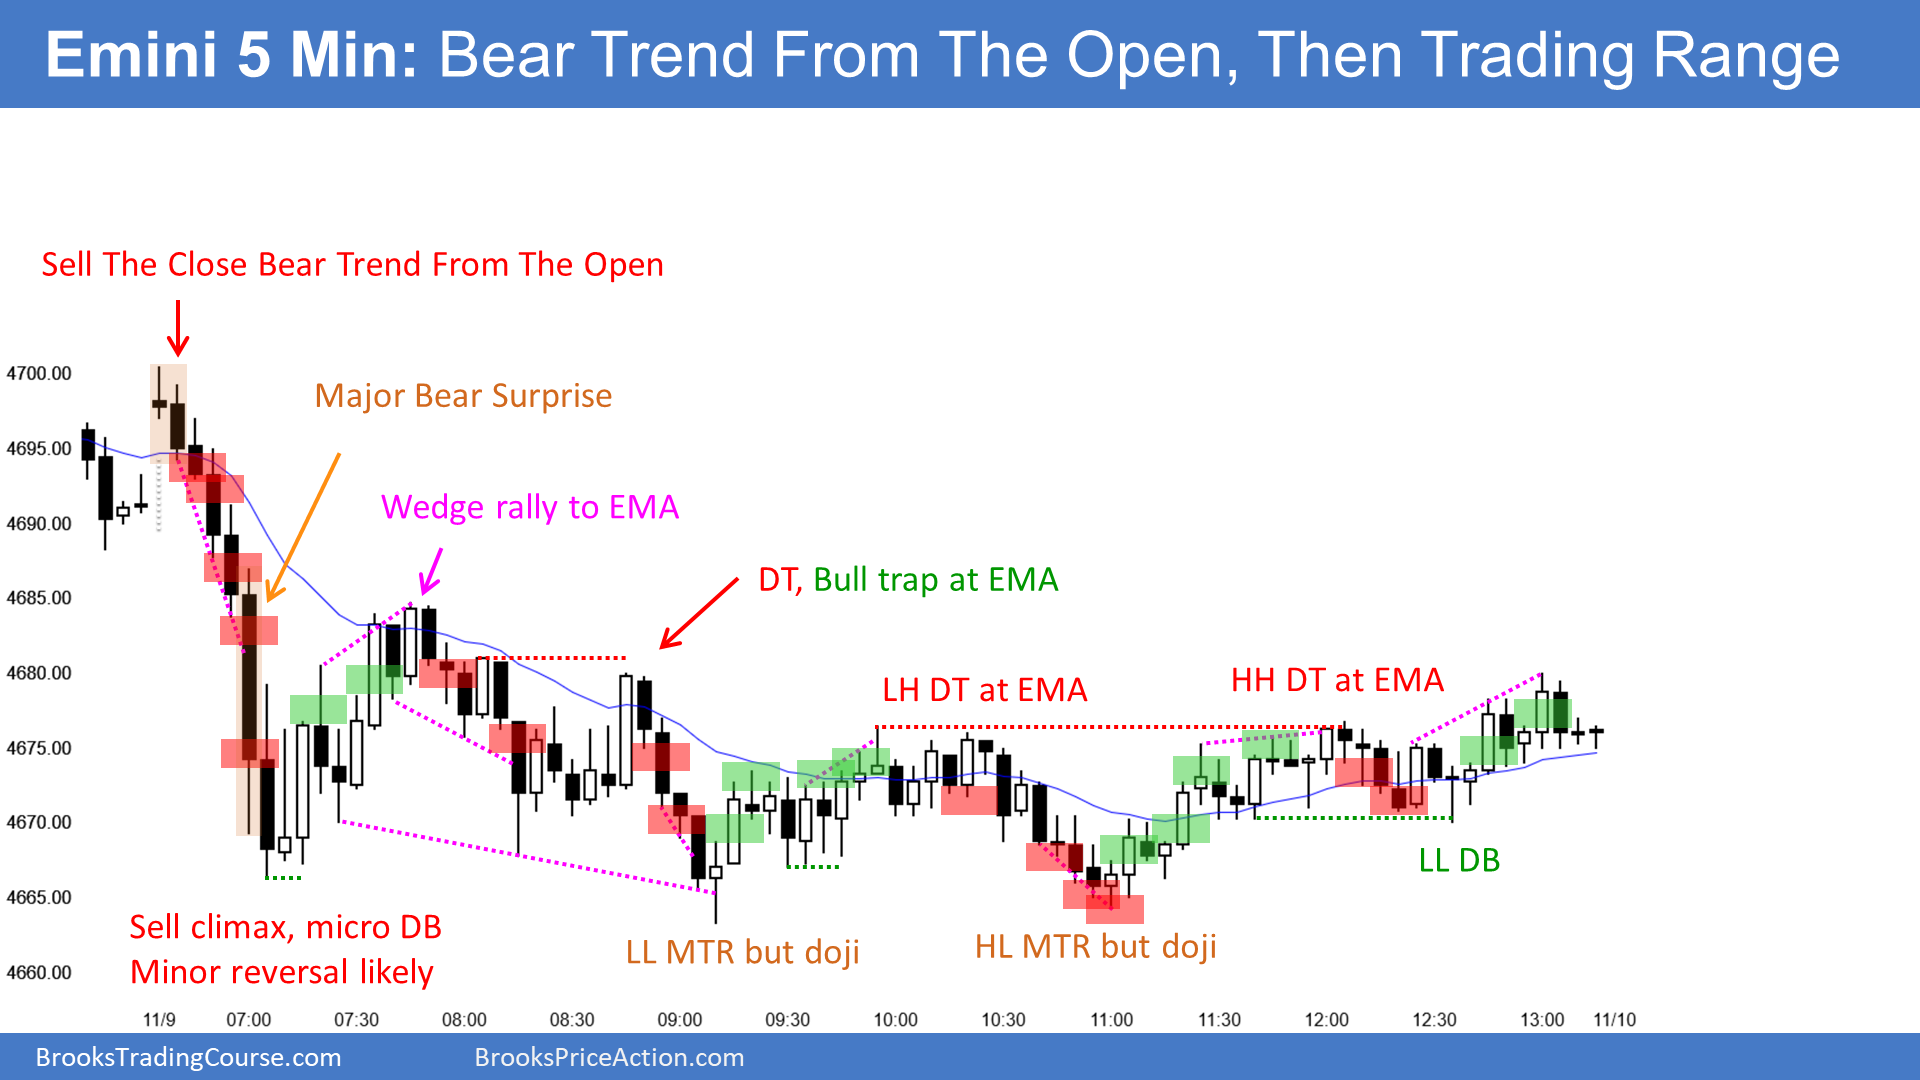 Emini 5 Min: Bear Trend From The Open, Then Trading Range
Sell The Close Bear Trend From The Open
4700.00
Major Bear Surprise
4695.00
Wedge rally to EMA
4690.00
DT, Bull trap at EMA
4685.00
4680.00
LH DT at EMA
HH DT at EMA
4675.00
4670.00
LL DB
4665.00
Sell climax, micro DB
Minor reversal likely
LL MTR but doji
HL MTR but doji
4660.00
11/9 07:00 07:30 08:00 08:30 09:00 09:30 10:00 10:30 11:00 11:30 12:00 12:30 13:00 11/10
BrooksTradingCourse.com BrooksPriceAction.com